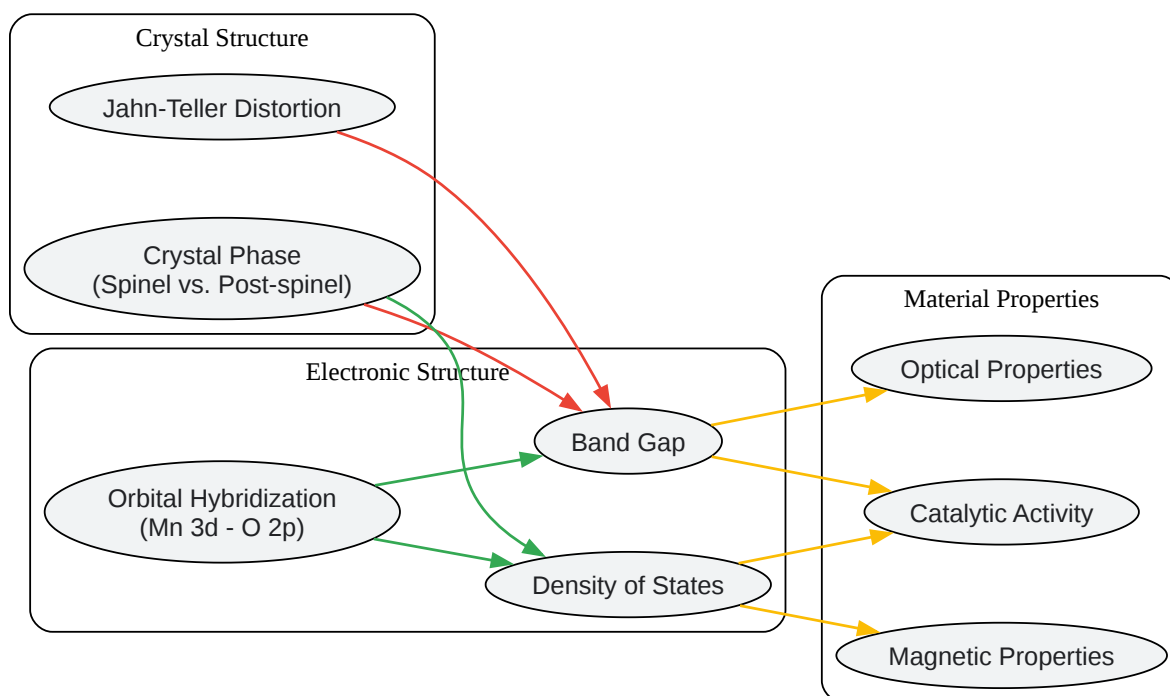 Crystal Structure
Jahn-Teller Distortion
Crystal Phase
(Spinel vs. Post-spinel)
Electronic Structure
Orbital Hybridization
(Mn 3d - O 2p)
Band Gap
Density of States
Material Properties
Optical Properties
Catalytic Activity
Magnetic Properties